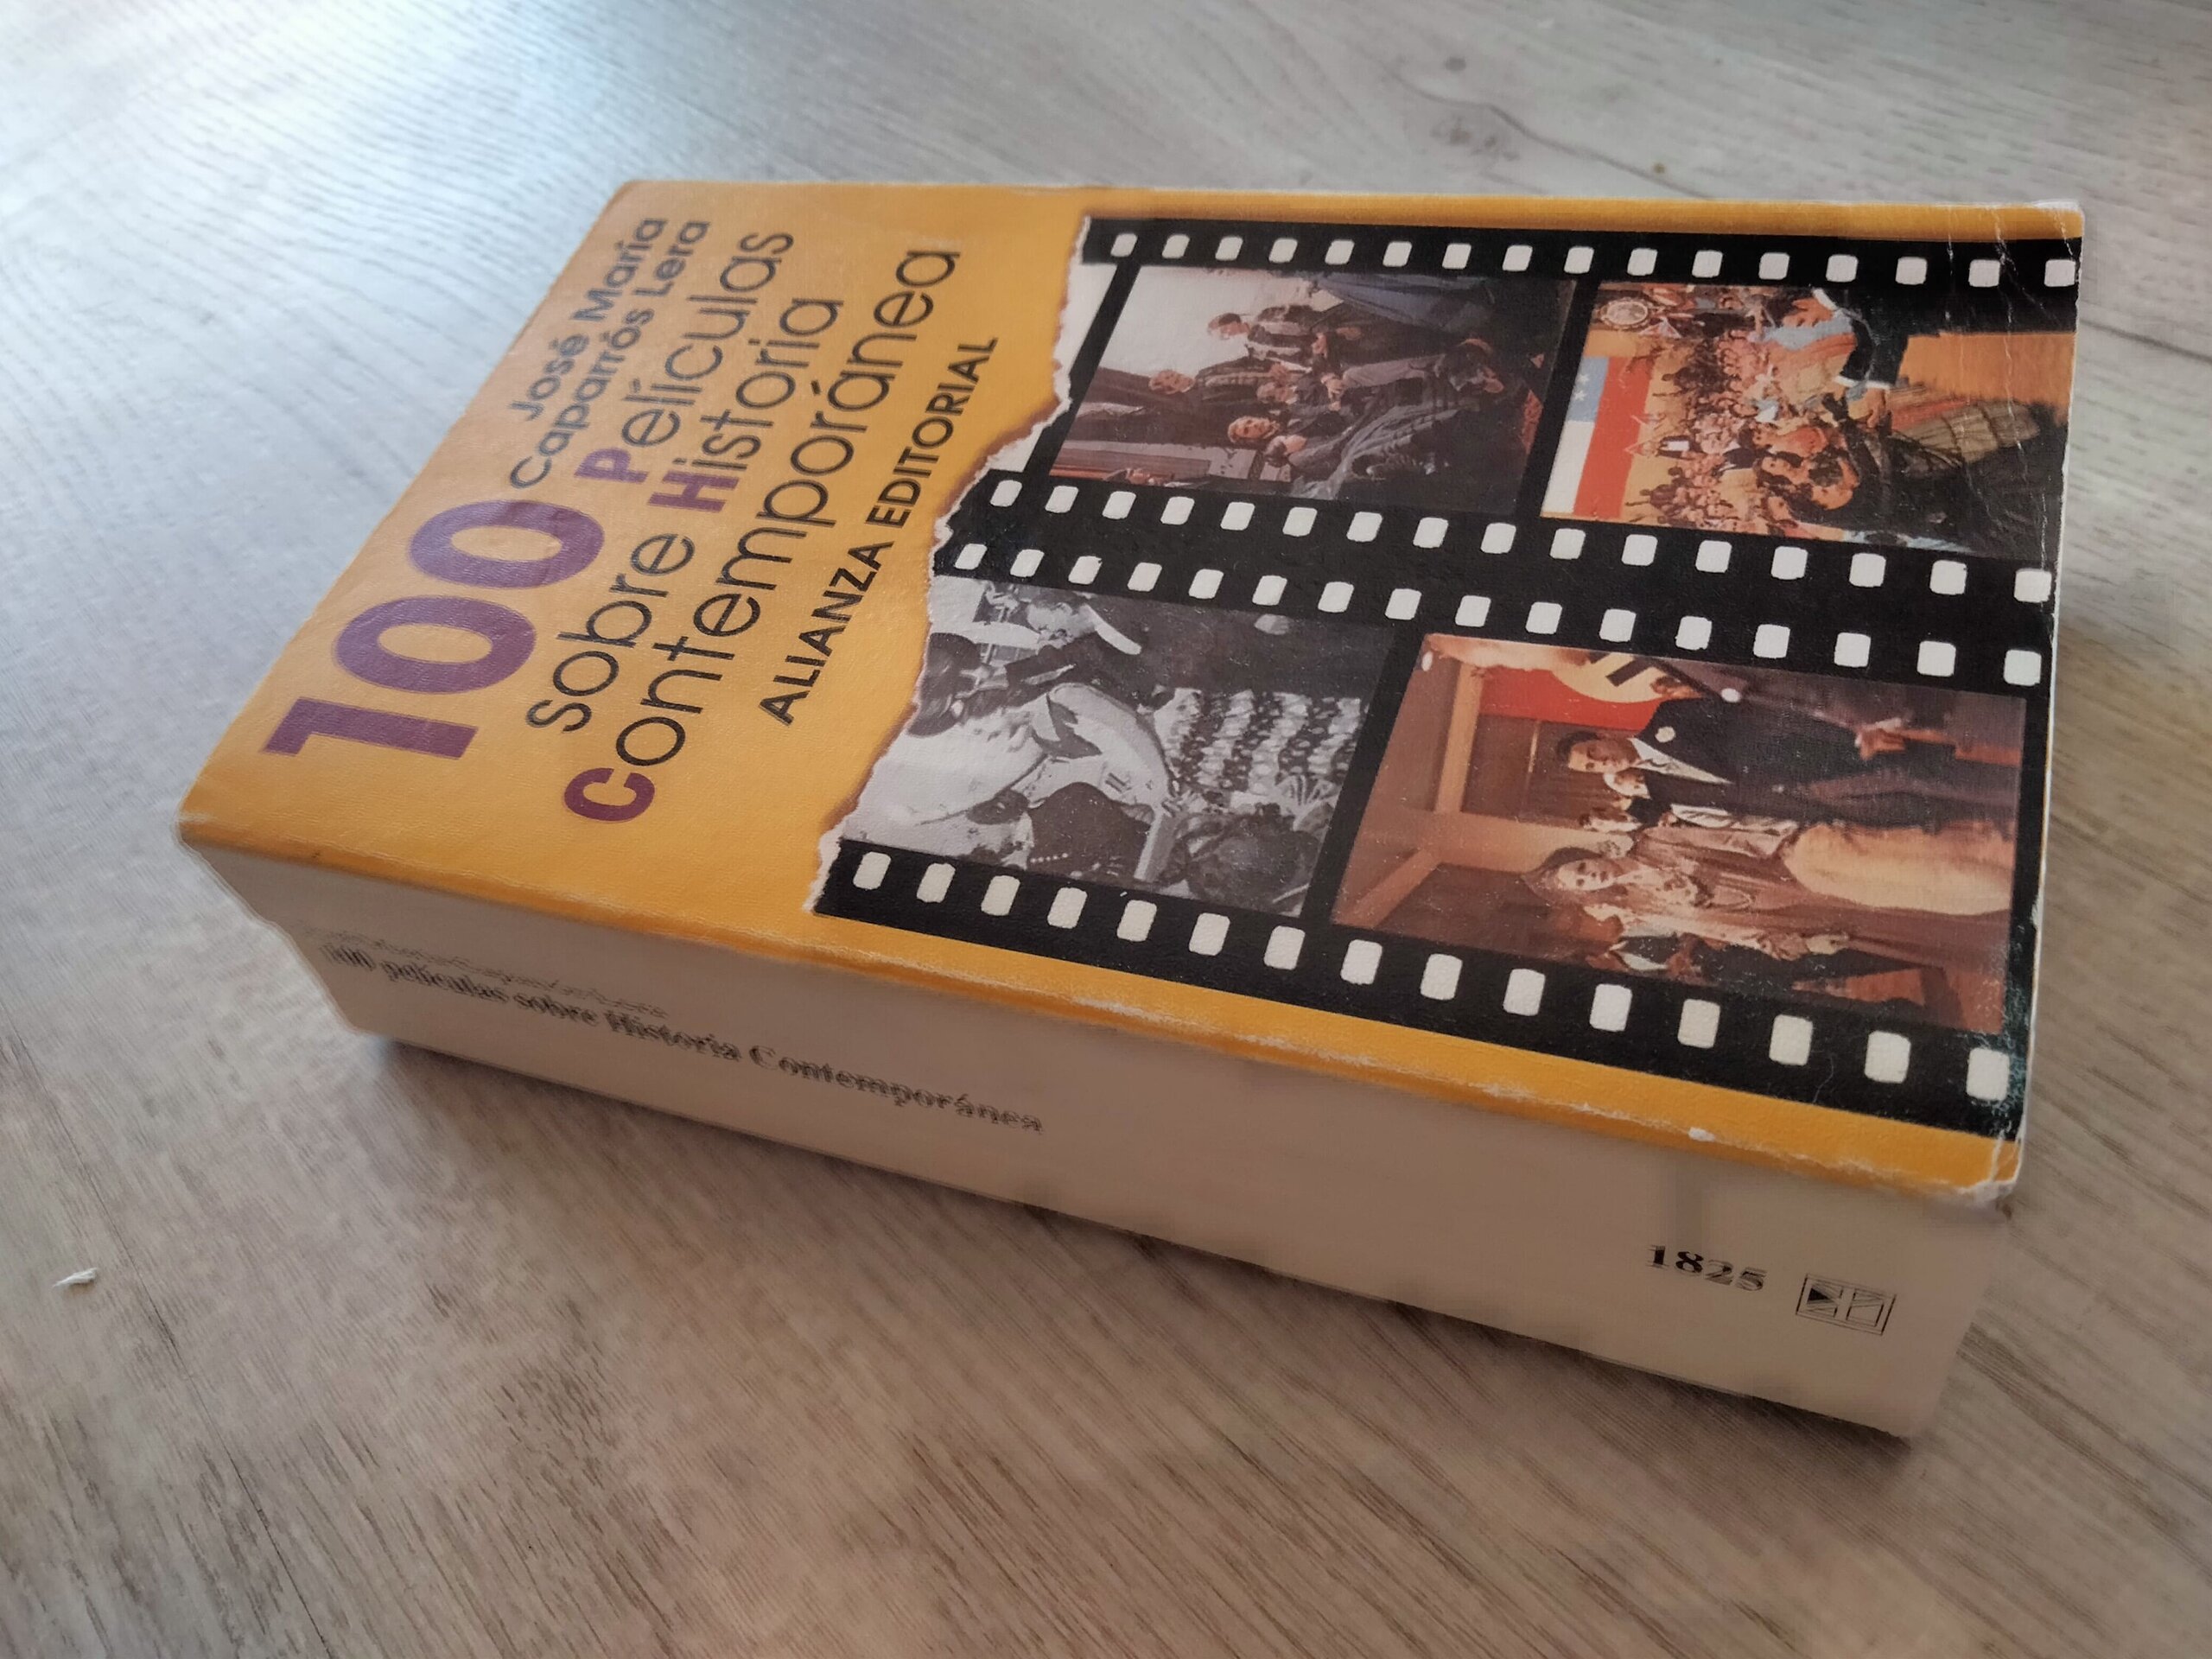 José María
Caparrós Lera
100 Películas
sobre Historia
Contemporánea
ALIANZA EDITORIAL
100 películas sobre Historia Contemporánea
1825